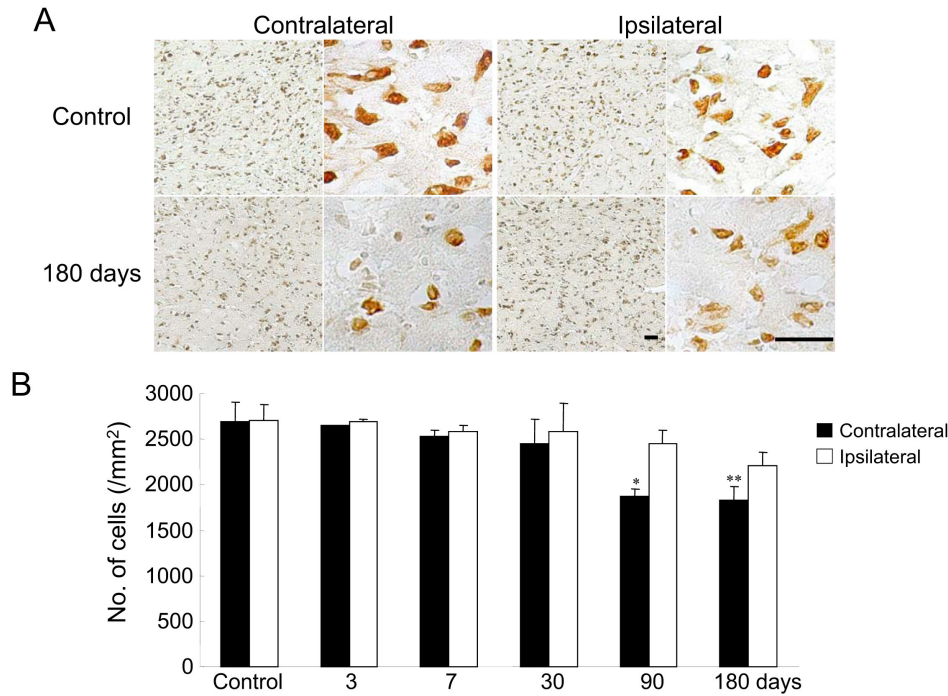 A
Contralateral Ipsilateral
Control
180 days
B
3000
2500
2000
1500
1000
500
0
No. of cells (/mm²)
* **
Contralateral
Ipsilateral
Control 3 7 30 90 180 days